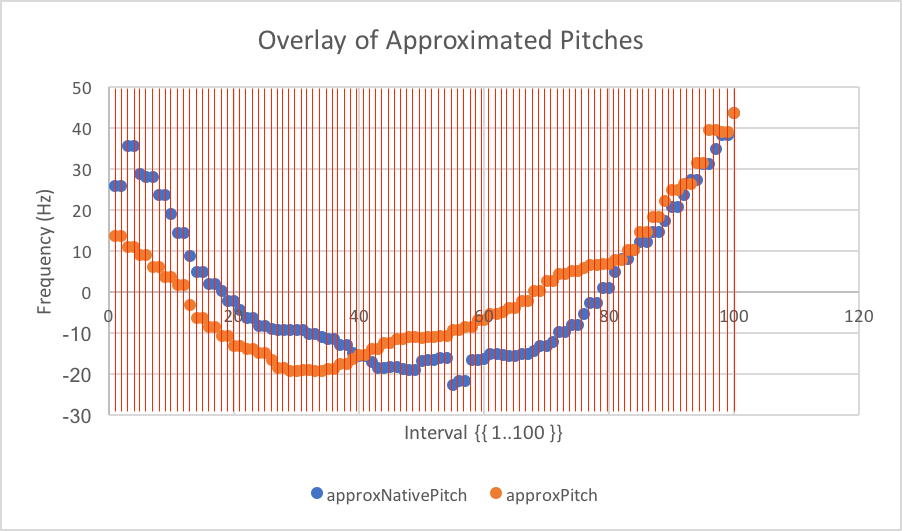 Overlay of Approximated Pitches
50
40
30
20
10
0
-10
-20
-30
Frequency (Hz)
0 20 40 60 80 100 120
Interval {{ 1..100 }}
approxNativePitch approxPitch